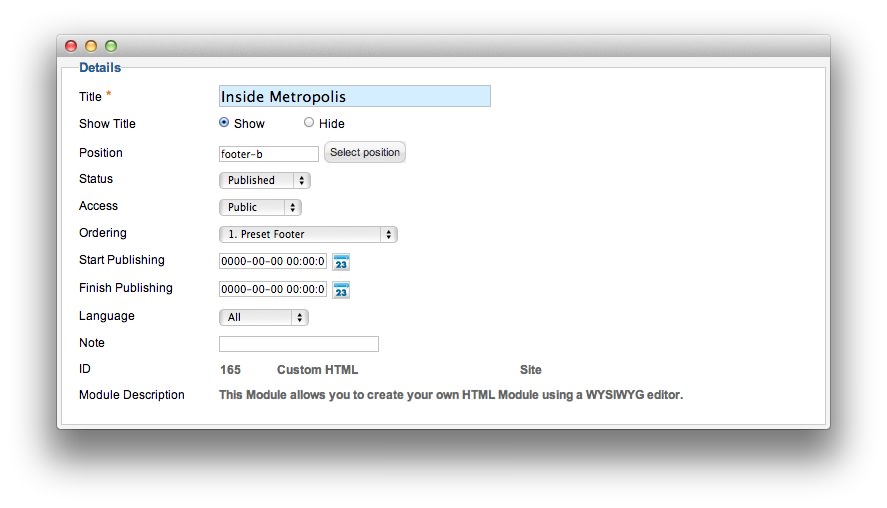 Details
Title * Inside Metropolis
Show Title Show Hide
Position footer-b Select position
Status Published
Access Public
Ordering 1. Preset Footer
Start Publishing 0000-00-00 00:00:0 23
Finish Publishing 0000-00-00 00:00:0 23
Language All
Note
ID 165 Custom HTML Site
Module Description This Module allows you to create your own HTML Module using a WYSIWYG editor.